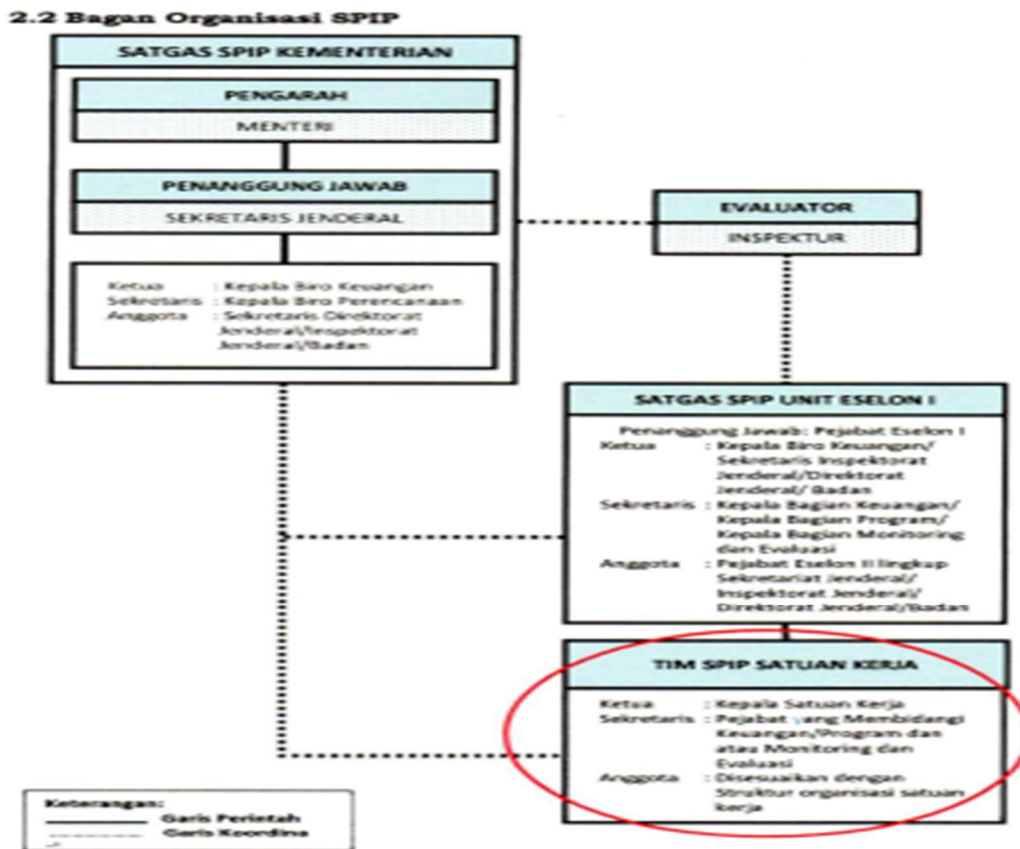 2.2 Bagan Organisasi SPIP
SATGAS SPIP KEMENTERIAN
PENGARAH
MENTERI
PENANGGUNG JAWAB
SEKRETARIS JENDERAL
Ketua : Kepala Biro Keuangan
Sekretaris : Kepala Biro Perencanaan
Anggota : Sekretaris Direktorat
Jenderal/Inspektorat
Jenderal/Badan
EVALUATOR
INSPEKTUR
SATGAS SPIP UNIT ESELON I
Penanggung Jawab: Pejabat Eselon I
Ketua : Kepala Biro Keuangan/
Sekretaris Inspektorat
Jenderal/Direktorat
Jenderal/ Badan
Sekretaris : Kepala Bagian Keuangan/
Kepala Bagian Program/
Kepala Bagian Monitoring
dan Evaluasi
Anggota : Pejabat Eselon II lingkup
Sekretariat Jenderal/
Inspektorat Jenderal/
Direktorat Jenderal/Badan
TIM SPIP SATUAN KERJA
Ketua : Kepala Satuan Kerja
Sekretaris : Pejabat yang Membidangi
Keuangan/Program dan
atau Monitoring dan
Evaluasi
Anggota : Disesuaikan dengan
Struktur organisasi satuan
kerja
Keterangan:
Garis Perintah
Garis Koordina